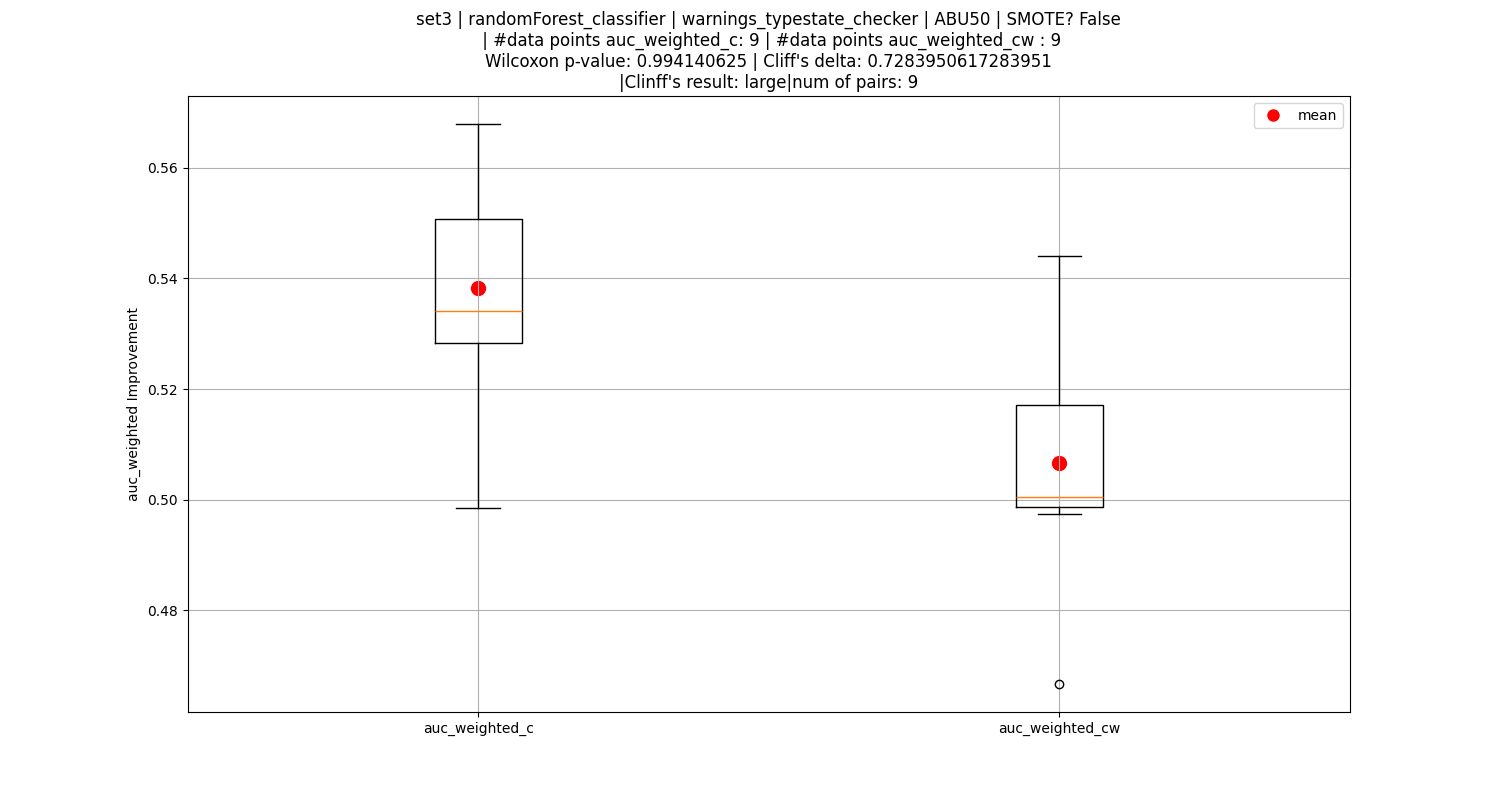 set3 | randomForest_classifier | warnings_typestate_checker | ABU50 | SMOTE? False
| #data points auc_weighted_c: 9 | #data points auc_weighted_cw : 9
Wilcoxon p-value: 0.994140625 | Cliff's delta: 0.7283950617283951
|Clinff's result: large|num of pairs: 9
mean
auc_weighted Improvement
0.56
0.54
0.52
0.50
0.48
auc_weighted_c
auc_weighted_cw